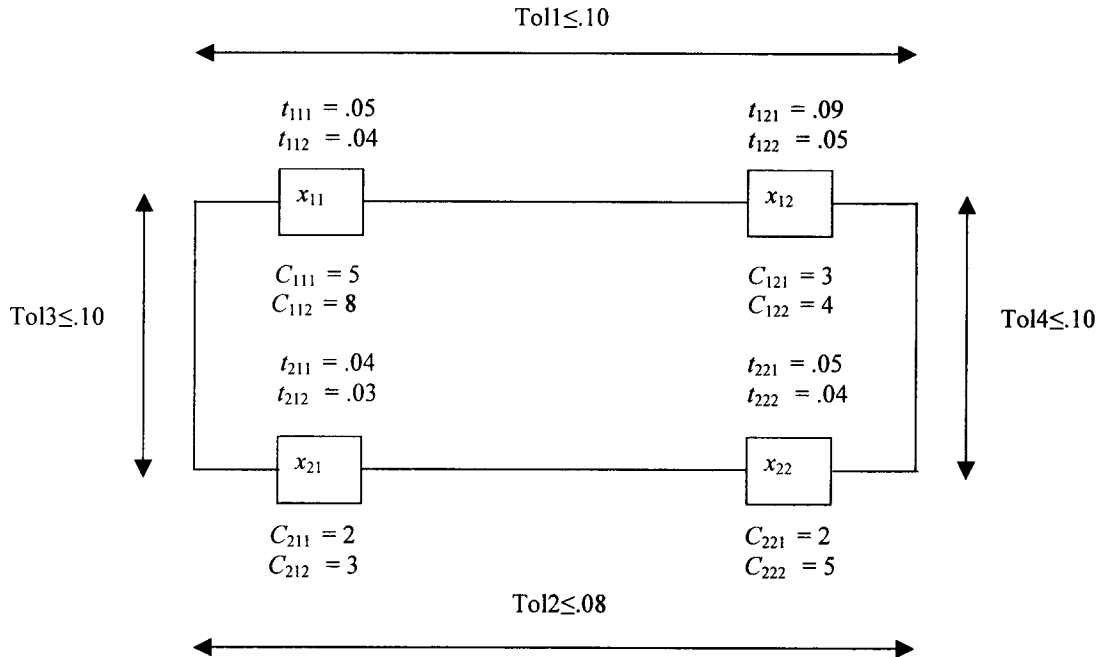 Tol1≤.10
t₁₁₁ = .05
t₁₁₂ = .04
t₁₂₁ = .09
t₁₂₂ = .05
x₁₁
x₁₂
C₁₁₁ = 5
C₁₁₂ = 8
C₁₂₁ = 3
C₁₂₂ = 4
Tol3≤.10
Tol4≤.10
t₂₁₁ = .04
t₂₁₂ = .03
t₂₂₁ = .05
t₂₂₂ = .04
x₂₁
x₂₂
C₂₁₁ = 2
C₂₁₂ = 3
C₂₂₁ = 2
C₂₂₂ = 5
Tol2≤.08